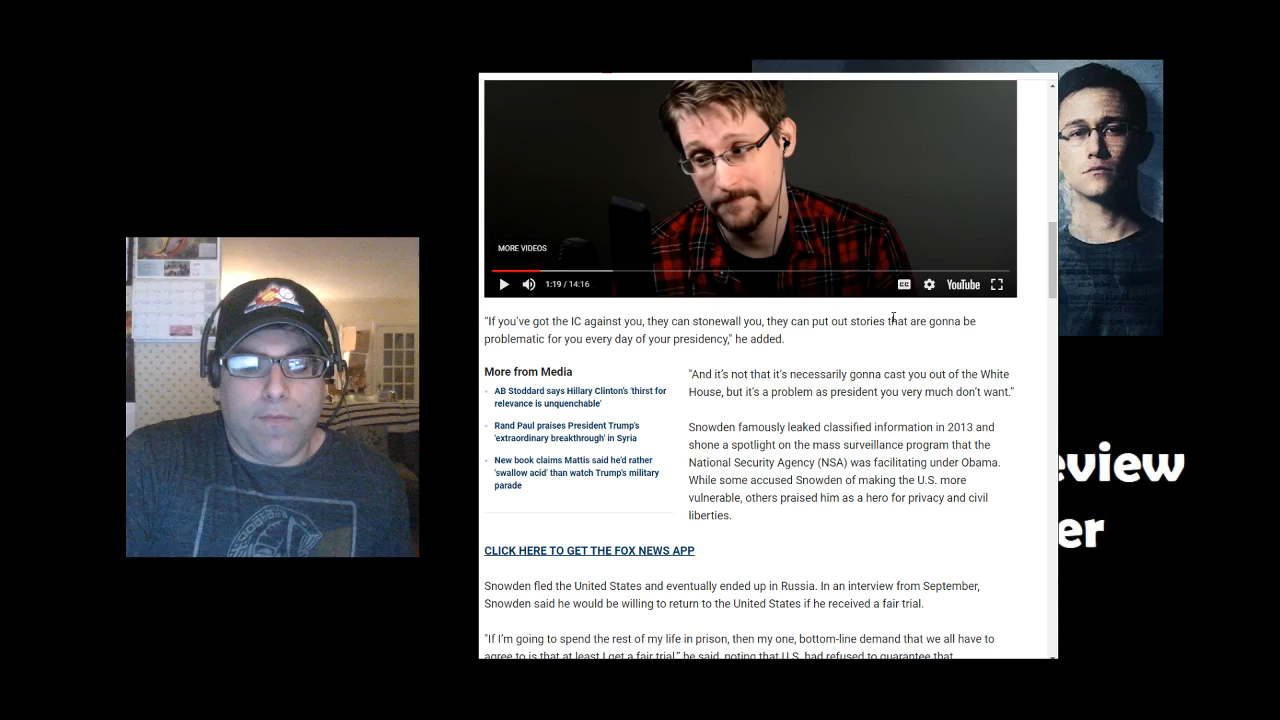 MORE VIDEOS
1:19 / 14:16
CC
YouTube
“If you’ve got the IC against you, they can stonewall you, they can put out stories that are gonna be
problematic for you every day of your presidency,” he added.
More from Media
AB Stoddard says Hillary Clinton’s ‘thirst for
relevance is unquenchable’
Rand Paul praises President Trump’s
‘extraordinary breakthrough’ in Syria
New book claims Mattis said he’d rather
‘swallow acid’ than watch Trump’s military
parade
“And it’s not that it’s necessarily gonna cast you out of the White
House, but it’s a problem as president you very much don’t want.”
Snowden famously leaked classified information in 2013 and
shone a spotlight on the mass surveillance program that the
National Security Agency (NSA) was facilitating under Obama.
While some accused Snowden of making the U.S. more
vulnerable, others praised him as a hero for privacy and civil
liberties.
CLICK HERE TO GET THE FOX NEWS APP
Snowden fled the United States and eventually ended up in Russia. In an interview from September,
Snowden said he would be willing to return to the United States if he received a fair trial.
"If I’m going to spend the rest of my life in prison, then my one, bottom-line demand that we all have to
agree to is that at least I get a fair trial,” he said, noting that U.S. had refused to guarantee that.
eview
er